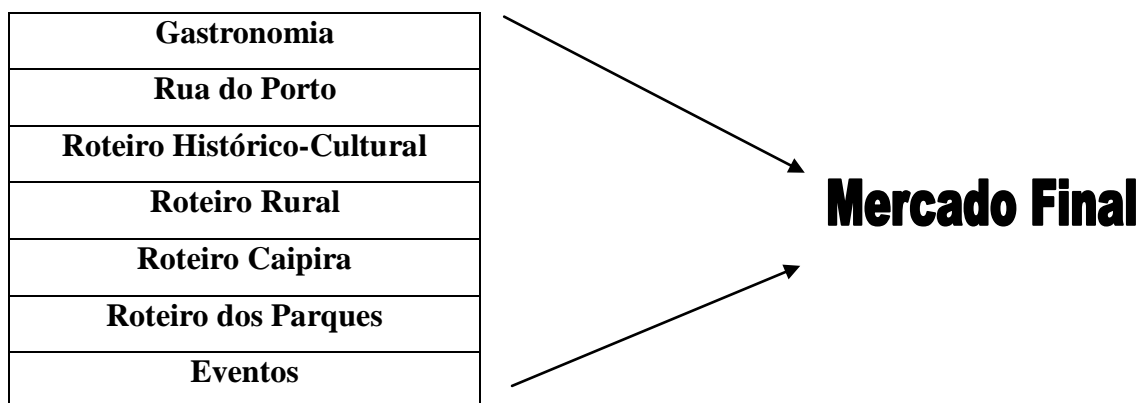 Gastronomia
Rua do Porto
Roteiro Histórico-Cultural
Roteiro Rural
Roteiro Caipira
Roteiro dos Parques
Eventos
Mercado Final